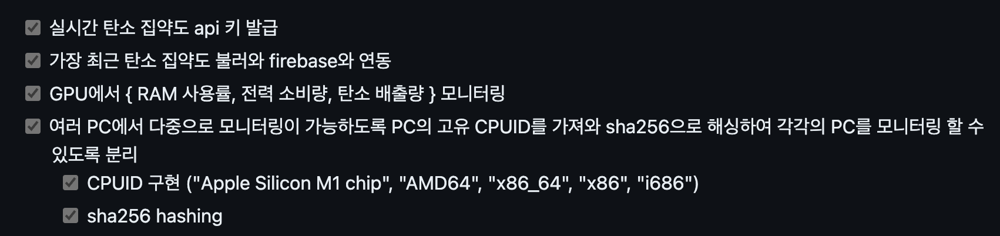 실시간 탄소 집약도 api 키 발급
가장 최근 탄소 집약도 불러와 firebase와 연동
GPU에서 { RAM 사용률, 전력 소비량, 탄소 배출량 } 모니터링
여러 PC에서 다중으로 모니터링이 가능하도록 PC의 고유 CPUID를 가져와 sha256으로 해싱하여 각각의 PC를 모니터링 할 수
있도록 분리
CPUID 구현 ("Apple Silicon M1 chip", "AMD64", "x86_64", "x86", "i686")
sha256 hashing